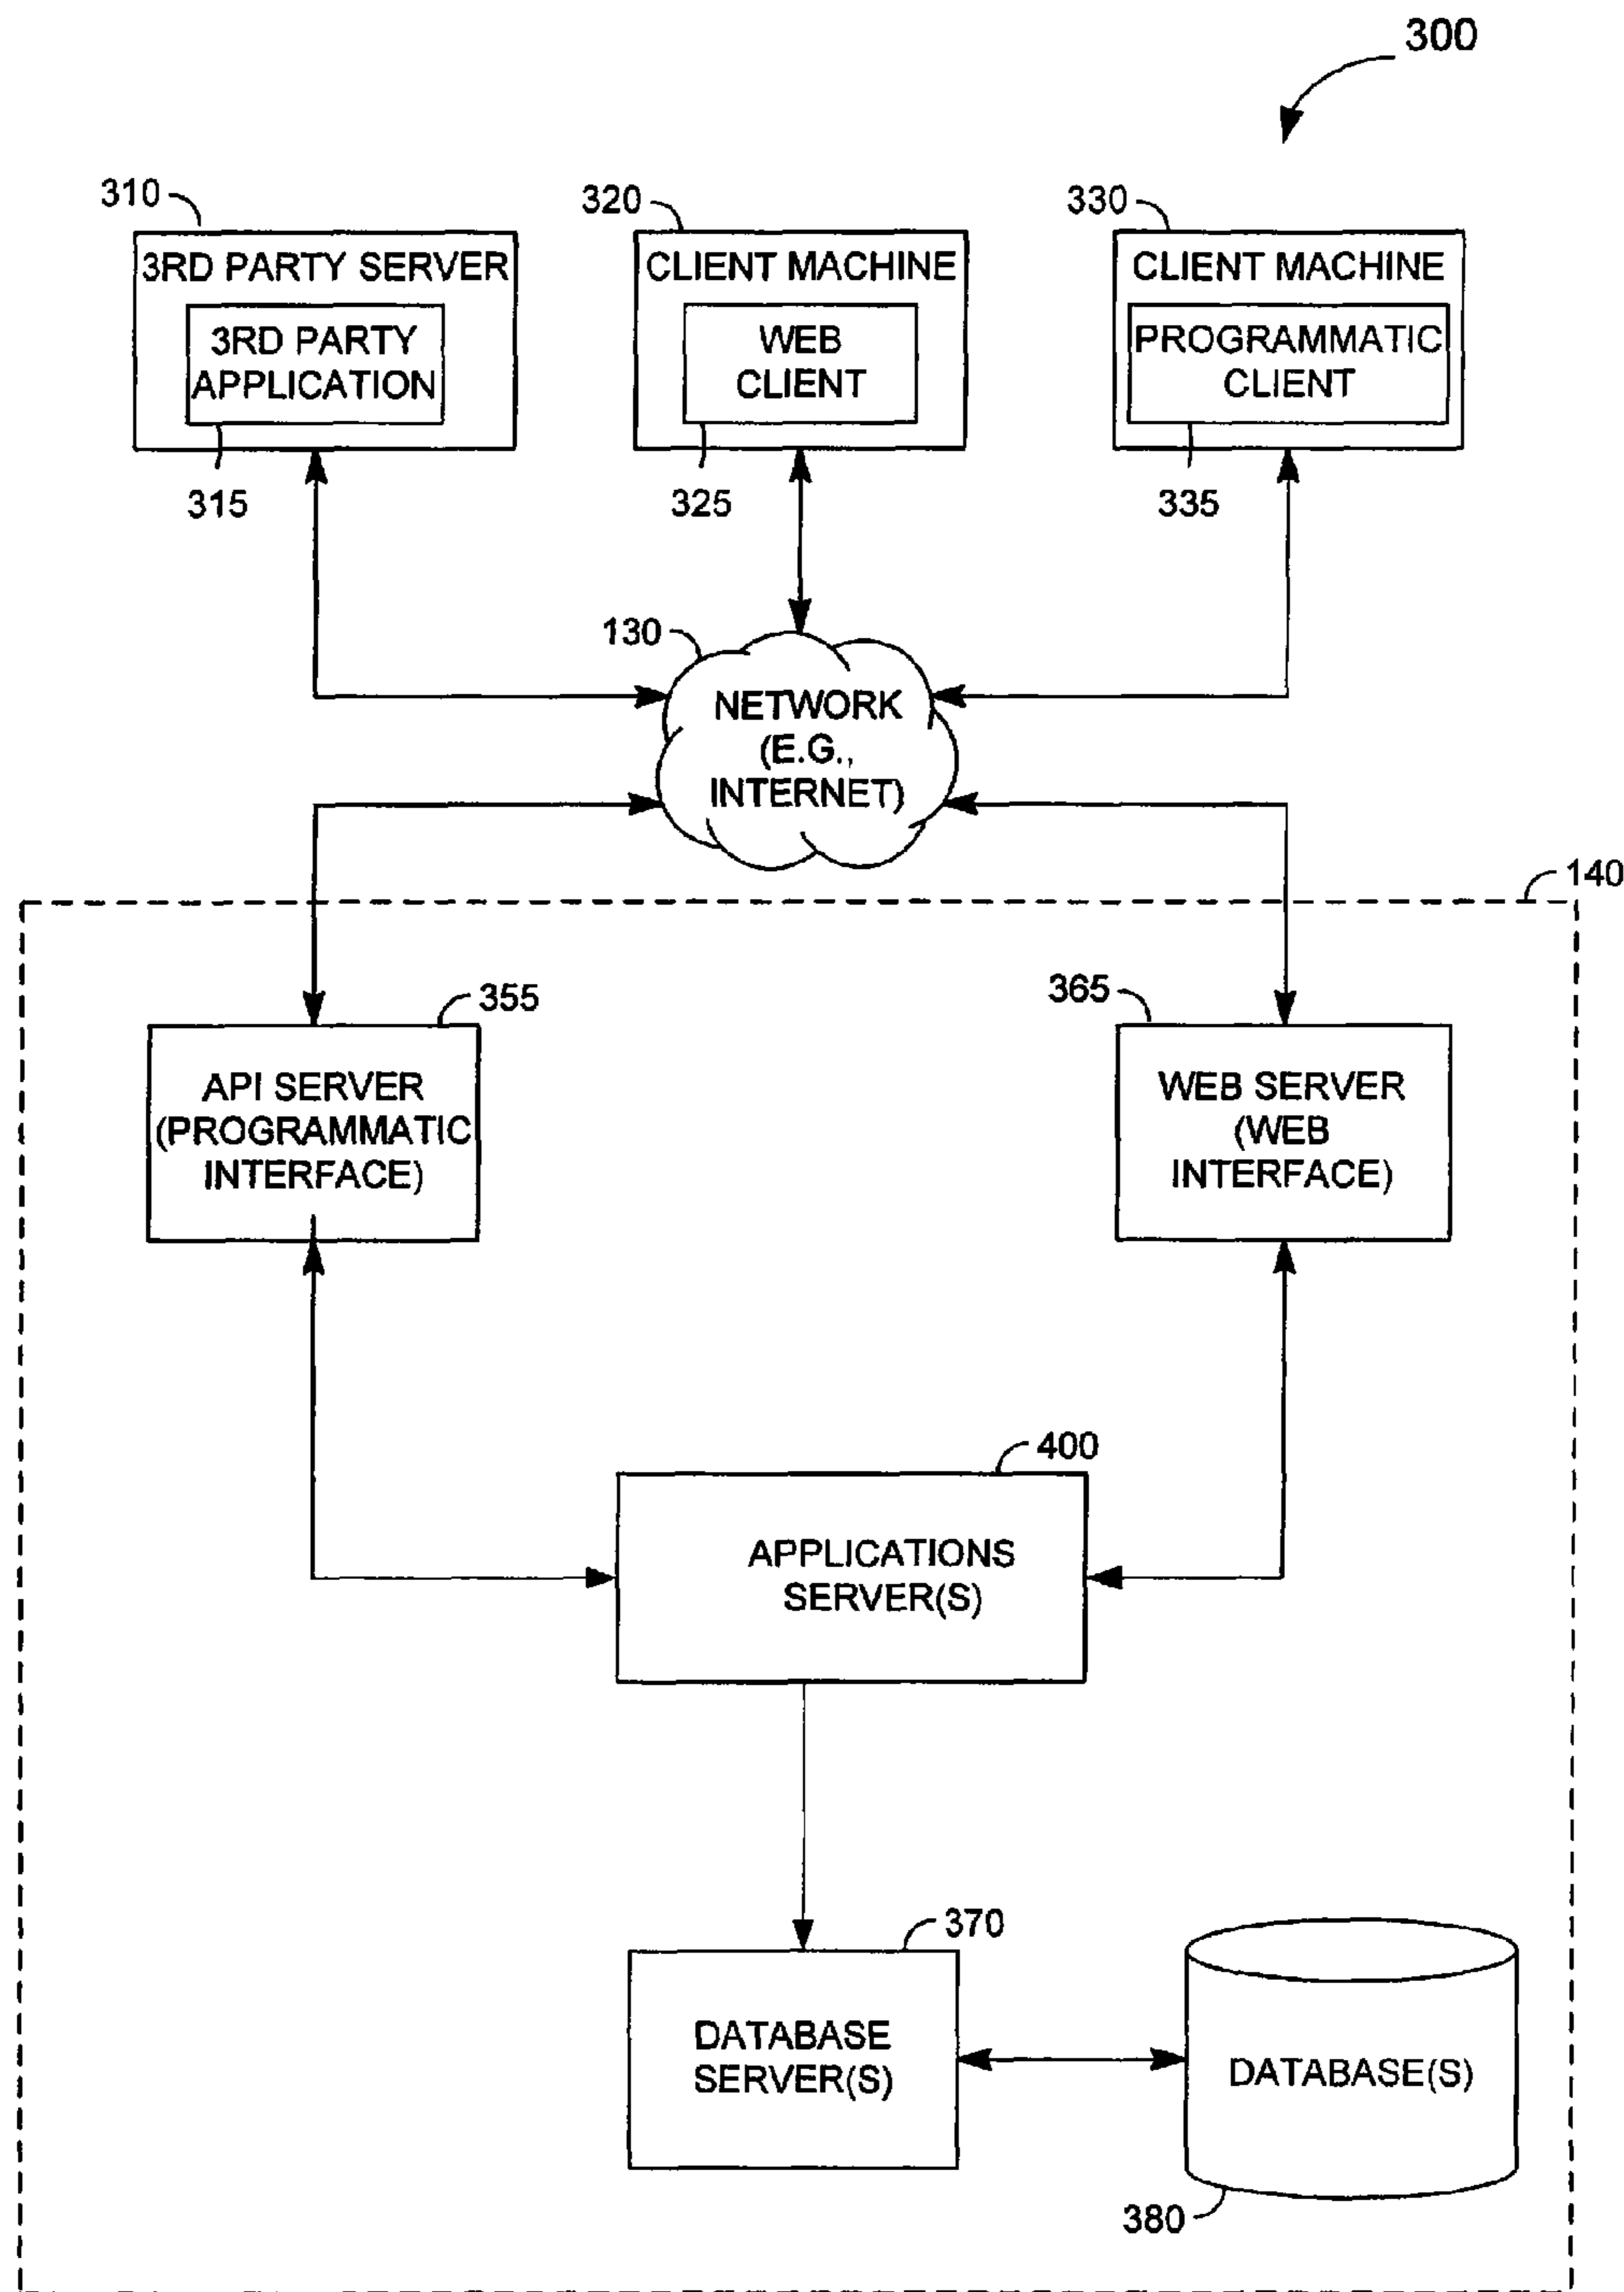 300
310
320
330
3RD PARTY SERVER
3RD PARTY
APPLICATION
CLIENT MACHINE
WEB
CLIENT
CLIENT MACHINE
PROGRAMMATIC
CLIENT
315
325
335
130
NETWORK
(E.G.,
INTERNET)
140
355
365
API SERVER
(PROGRAMMATIC
INTERFACE)
WEB SERVER
(WEB
INTERFACE)
400
APPLICATIONS
SERVER(S)
370
DATABASE
SERVER(S)
DATABASE(S)
380